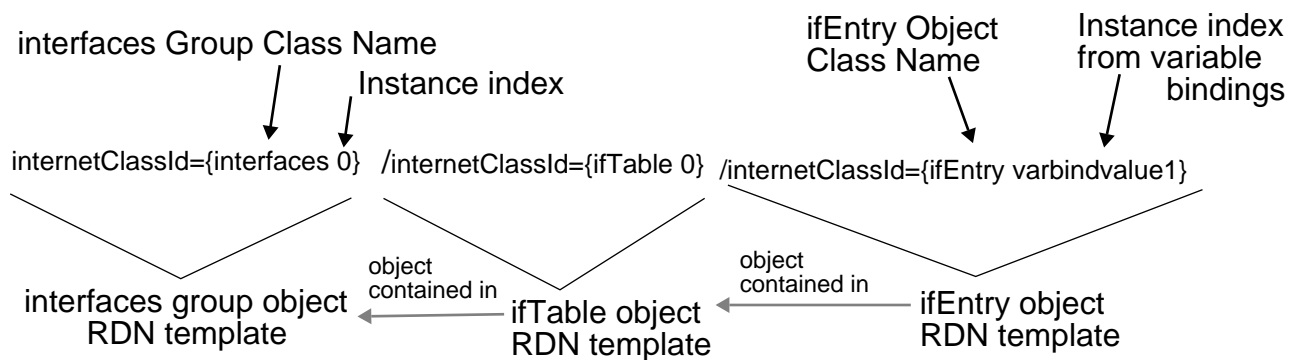 interfaces Group Class Name
Instance index
ifEntry Object
Class Name
Instance index
from variable
bindings
internetClassId={interfaces 0} /internetClassId={ifTable 0} /internetClassId={ifEntry varbindvalue1}
object
contained in
object
contained in
interfaces group object
RDN template
ifTable object
RDN template
ifEntry object
RDN template